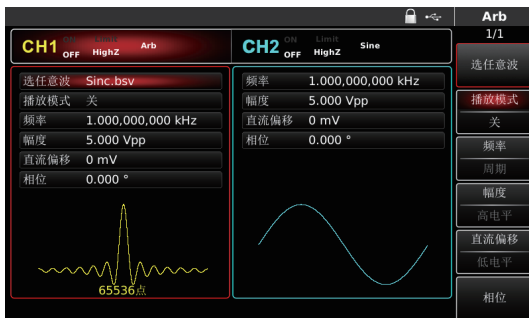 Arb
1/1
CH1 ON OFF Limit HighZ Arb
CH2 ON OFF Limit HighZ Sine
选任意波 Sinc.bsv
播放模式 关
频率 1.000,000,000 kHz
幅度 5.000 Vpp
直流偏移 0 mV
相位 0.000 °
65536点
频率 1.000,000,000 kHz
幅度 5.000 Vpp
直流偏移 0 mV
相位 0.000 °
选任意波
播放模式
关
频率
周期
幅度
高电平
直流偏移
低电平
相位